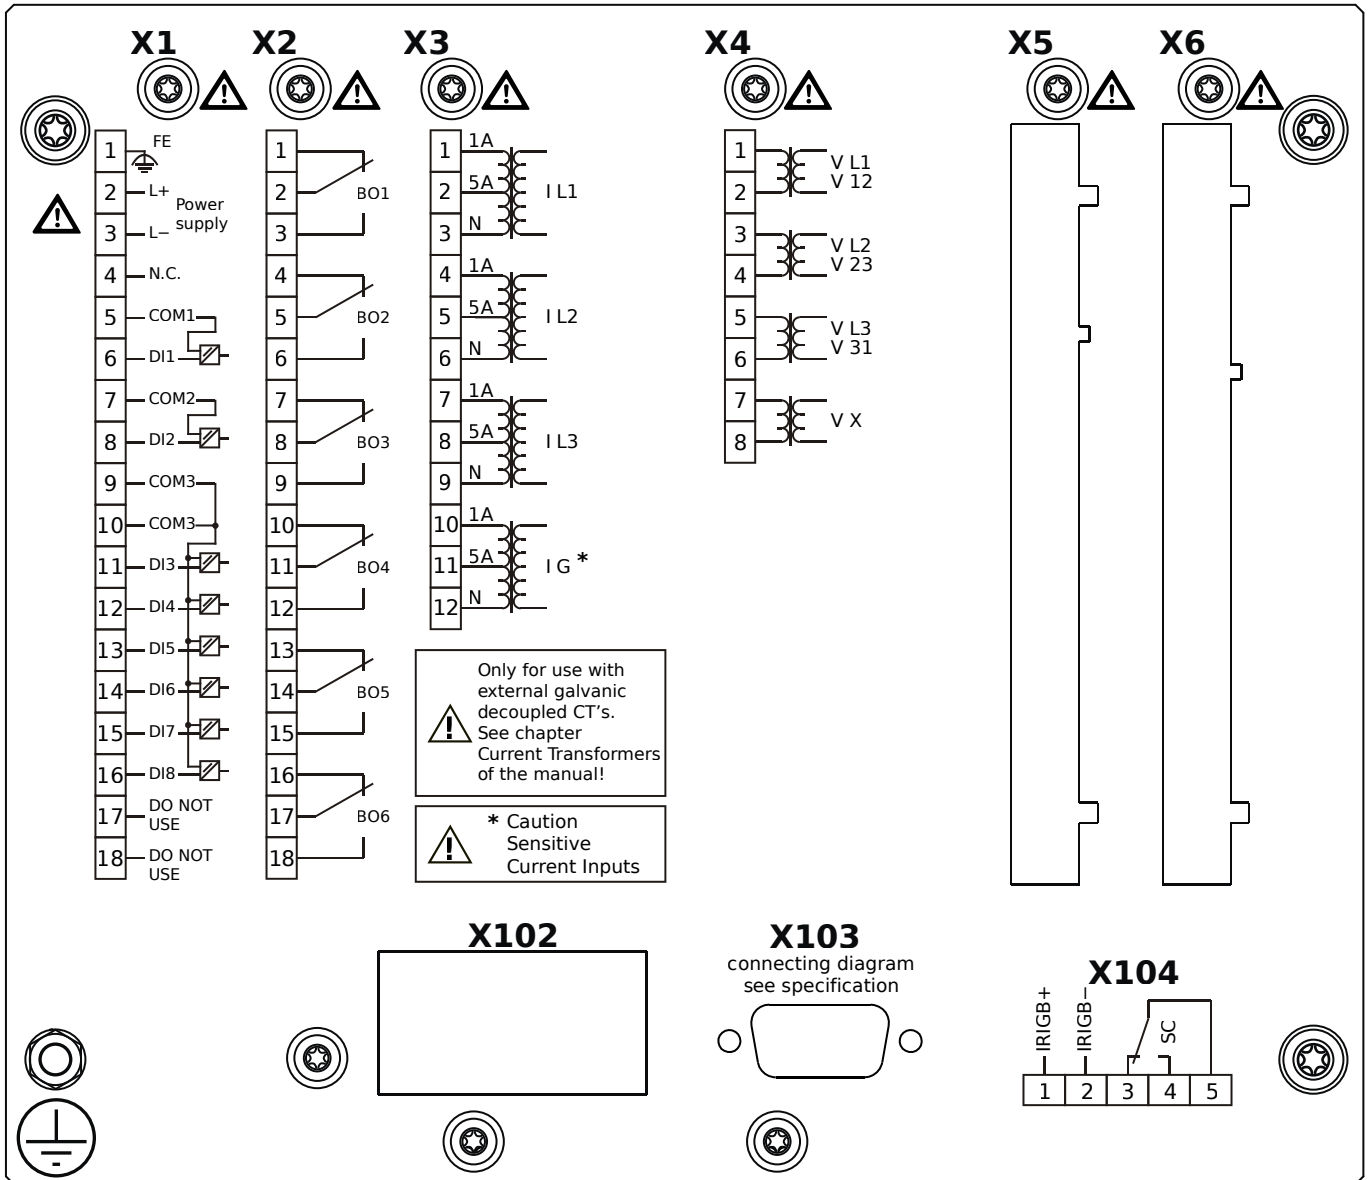 X1
X2
X3
X4
X5
X6
1
FE
2
L+
Power
supply
3
L−
4
N.C.
5
COM1
6
DI1
7
COM2
8
DI2
9
COM3
10
COM3
11
DI3
12
DI4
13
DI5
14
DI6
15
DI7
16
DI8
17
DO NOT
USE
18
DO NOT
USE
1
2
BO1
3
4
5
BO2
6
7
8
BO3
9
10
11
BO4
12
13
14
BO5
15
16
17
BO6
18
1
1A
2
5A
I L1
3
N
4
1A
5
5A
I L2
6
N
7
1A
8
5A
I L3
9
N
10
1A
11
5A
I G *
12
N
Only for use with
external galvanic
decoupled CT's.
See chapter
Current Transformers
of the manual!
* Caution
Sensitive
Current Inputs
1
V L1
2
V 12
3
V L2
4
V 23
5
V L3
6
V 31
7
V X
8
X102
X103
connecting diagram
see specification
X104
IRIGB+
IRIGB−
SC
1 2 3 4 5